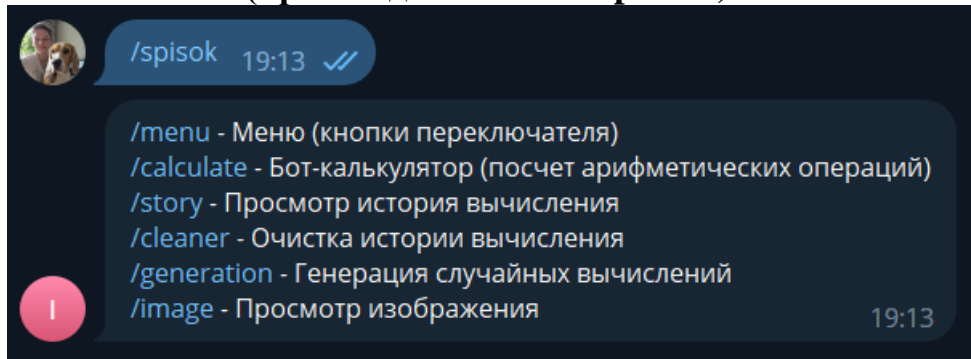 /spisok 19:13
/menu - Меню (кнопки переключателя)
/calculate - Бот-калькулятор (посчет арифметических операций)
/story - Просмотр история вычисления
/cleaner - Очистка истории вычисления
/generation - Генерация случайных вычислений
/image - Просмотр изображения
I
19:13